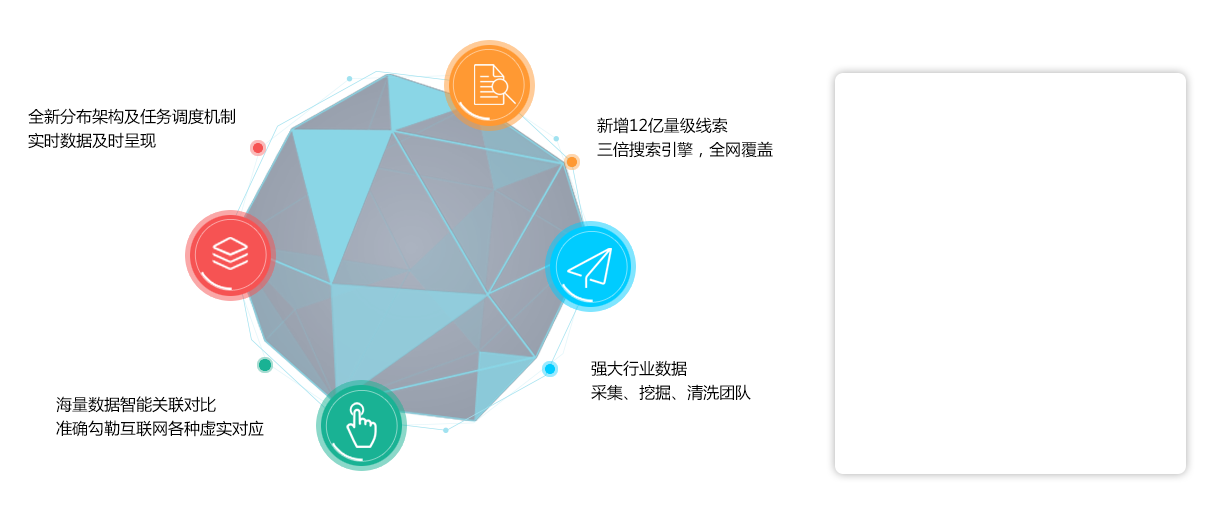 全新分布架构及任务调度机制
实时数据及时呈现
新增12亿量级线索
三倍搜索引擎，全网覆盖
强大行业数据
采集、挖掘、清洗团队
海量数据智能关联对比
准确勾勒互联网各种虚实对应